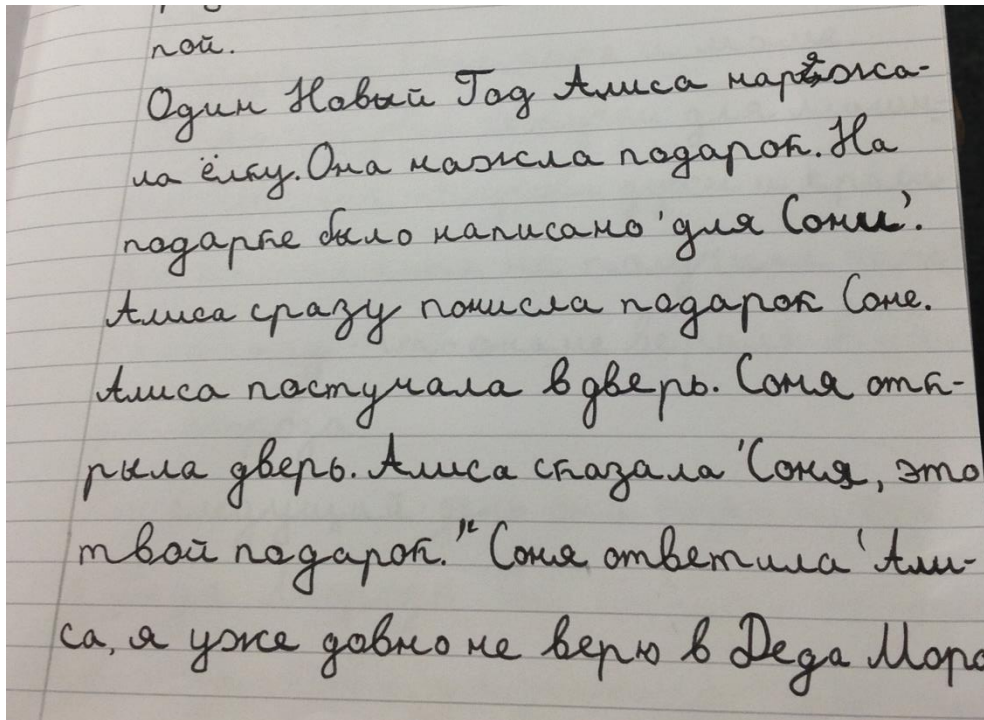 пой.
Один Новый Год Алиса наряжа-
ла ёлку. Она нажла подарок. На
подарке было написано 'для Сони'.
Алиса сразу понисла подарок Соне.
Алиса постучала в дверь. Соня отк-
рыла дверь. Алиса сказала 'Соня, это
твой подарок." "Соня ответила 'Али-
са, я уже довно не верю в Деда Моро